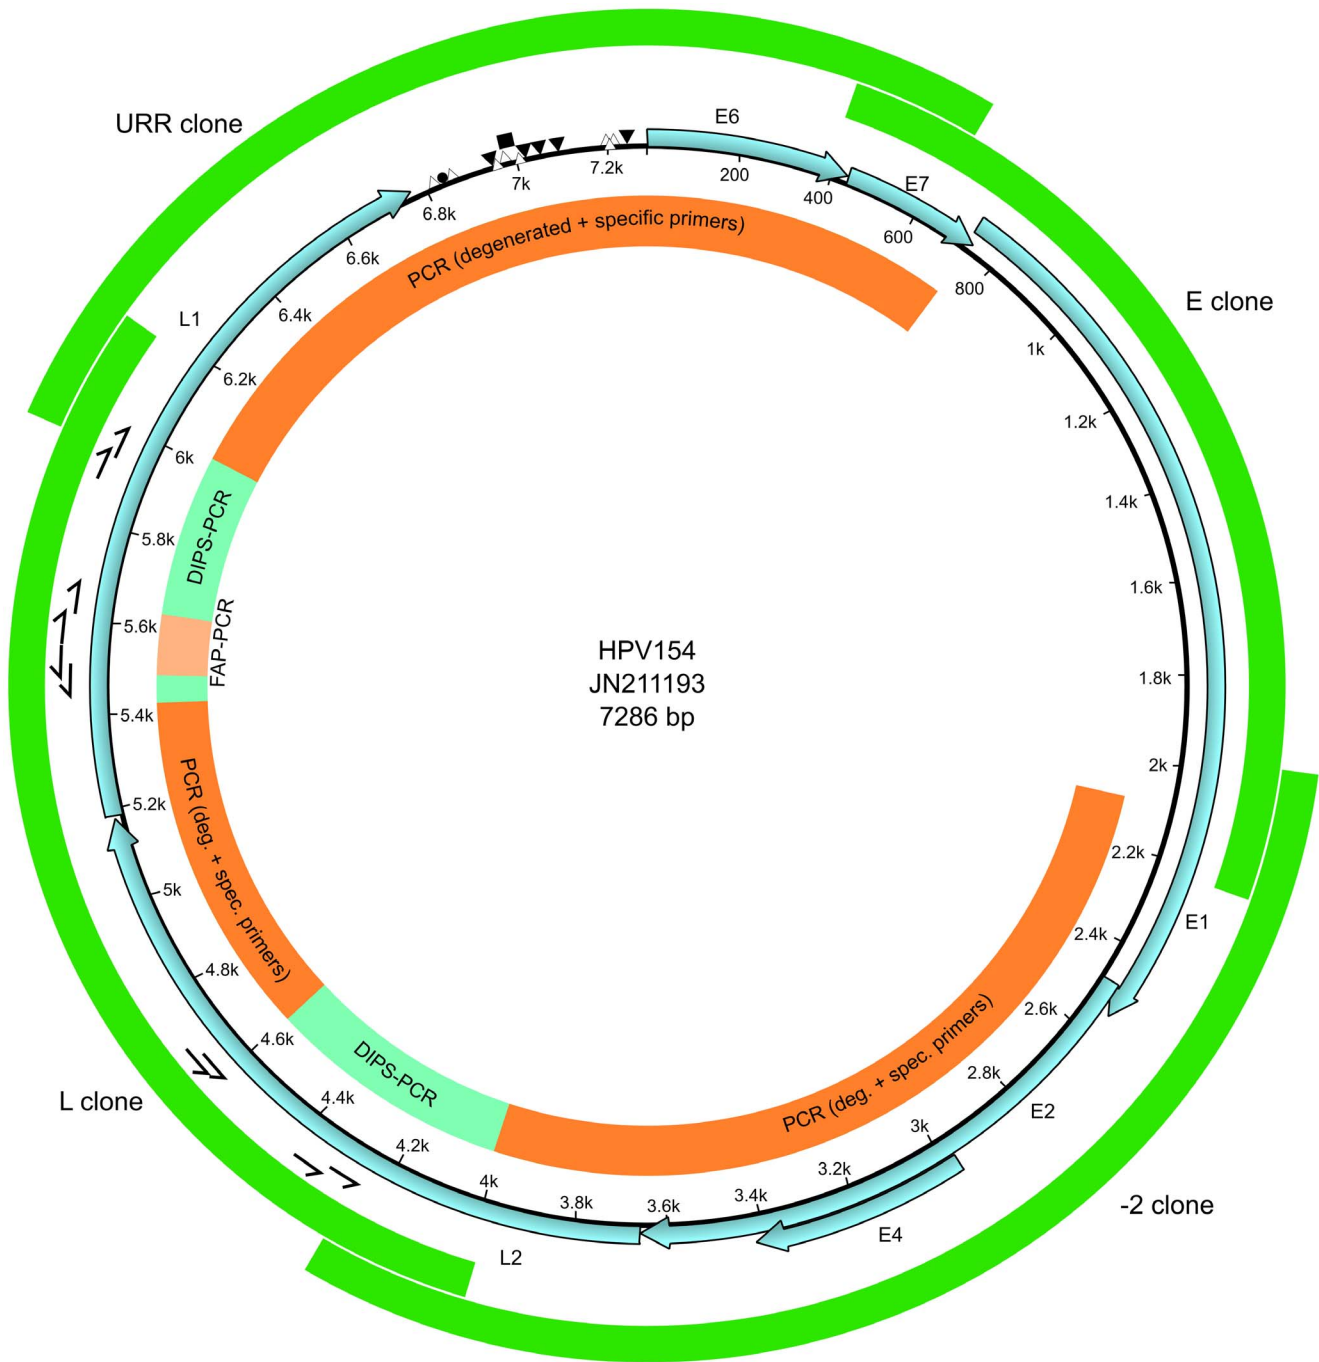 URR clone
E6
E7
E clone
E1
-2 clone
E2
E4
L2
L clone
L1
200
400
600
800
1k
1.2k
1.4k
1.6k
1.8k
2k
2.2k
2.4k
2.6k
2.8k
3k
3.2k
3.4k
3.6k
3.8k
4k
4.2k
4.4k
4.6k
4.8k
5k
5.2k
5.4k
5.6k
5.8k
6k
6.2k
6.4k
6.6k
6.8k
7k
7.2k
PCR (degenerated + specific primers)
DIPS-PCR
FAP-PCR
PCR (deg. + spec. primers)
DIPS-PCR
PCR (deg. + spec. primers)
HPV154
JN211193
7286 bp